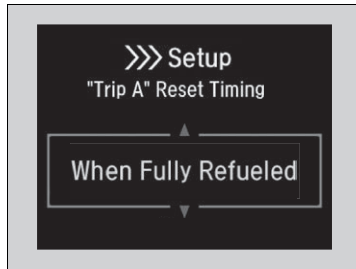 >>> Setup
"Trip A" Reset Timing
When Fully Refueled